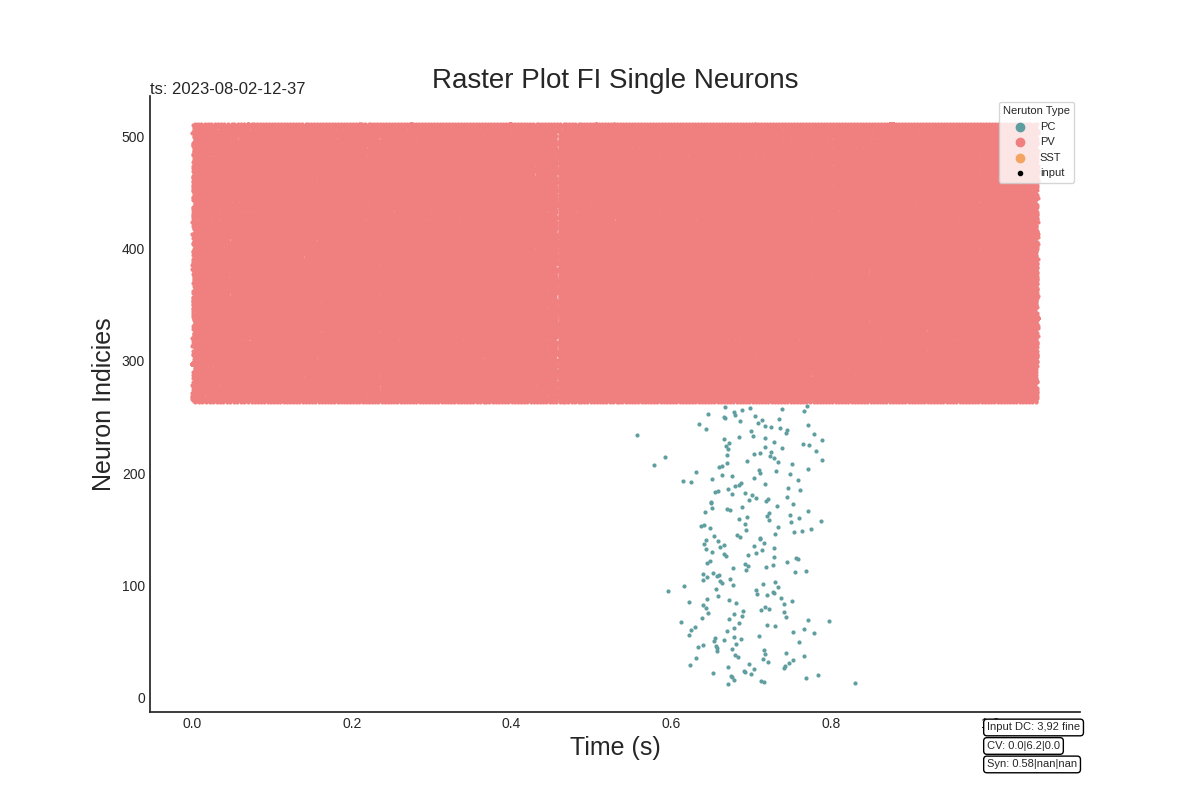 Raster Plot FI Single Neurons
ts: 2023-08-02-12-37
Neruton Type
PC
PV
SST
input
500
400
300
200
100
0
Neuron Indicies
0.0 0.2 0.4 0.6 0.8
Time (s)
Input DC: 3,92 fine
CV: 0.0|6.2|0.0
Syn: 0.58|nan|nan